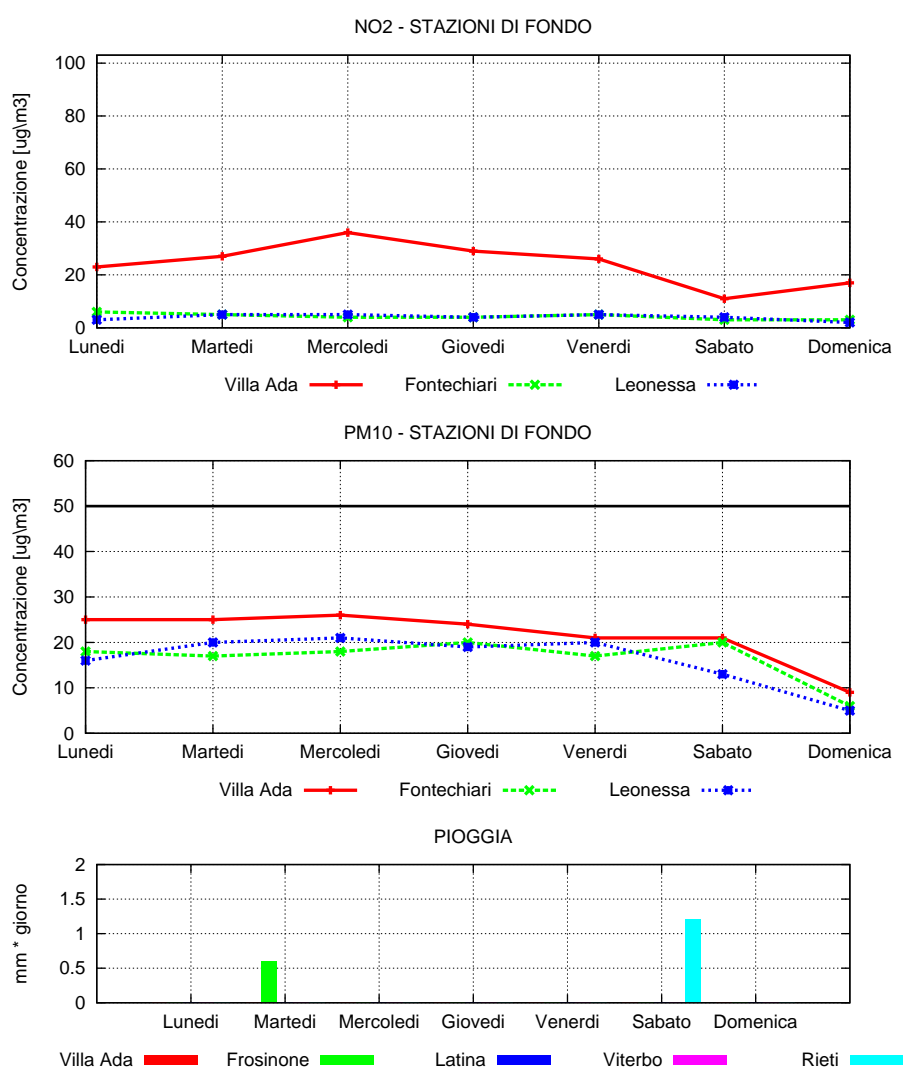 NO2 - STAZIONI DI FONDO
Concentrazione [ug\m3]
100
80
60
40
20
0
Lunedi Martedi Mercoledi Giovedi Venerdi Sabato Domenica
Villa Ada Fontechiari Leonessa
PM10 - STAZIONI DI FONDO
Concentrazione [ug\m3]
60
50
40
30
20
10
0
Lunedi Martedi Mercoledi Giovedi Venerdi Sabato Domenica
Villa Ada Fontechiari Leonessa
PIOGGIA
mm * giorno
2
1.5
1
0.5
0
Lunedi Martedi Mercoledi Giovedi Venerdi Sabato Domenica
Villa Ada Frosinone Latina Viterbo Rieti